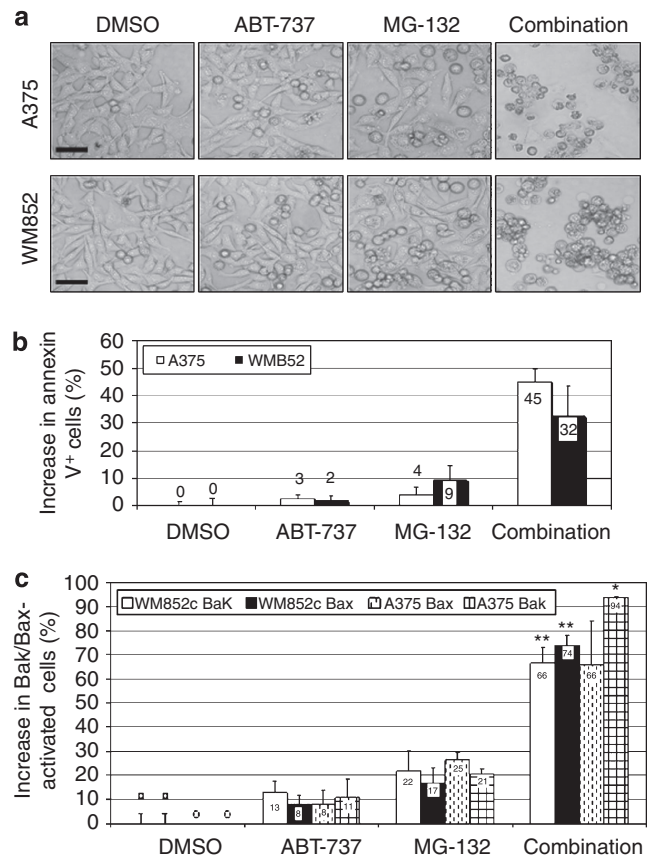 a
DMSO ABT-737 MG-132 Combination
A375
WM852
b
Increase in annexin
V+ cells (%)
60
50
40
30
20
10
0
A375 WMB52
0 0 3 2 4 9 45 32
DMSO ABT-737 MG-132 Combination
c
Increase in Bak/Bax-
activated cells (%)
100
90
80
70
60
50
40
30
20
10
0
WM852c BaK WM852c Bax A375 Bax A375 Bak
** ** *
0 0 0 0 13 8 8 11 22 17 25 21 66 74 66 94
DMSO ABT-737 MG-132 Combination